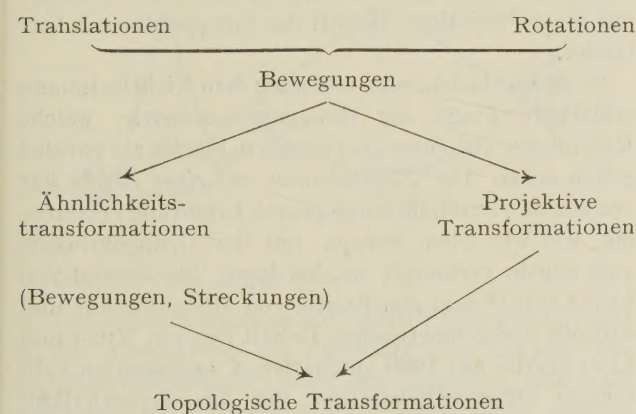 Translationen Rotationen
Bewegungen
Ähnlichkeits- Projektive
transformationen Transformationen
(Bewegungen, Streckungen)
Topologische Transformationen